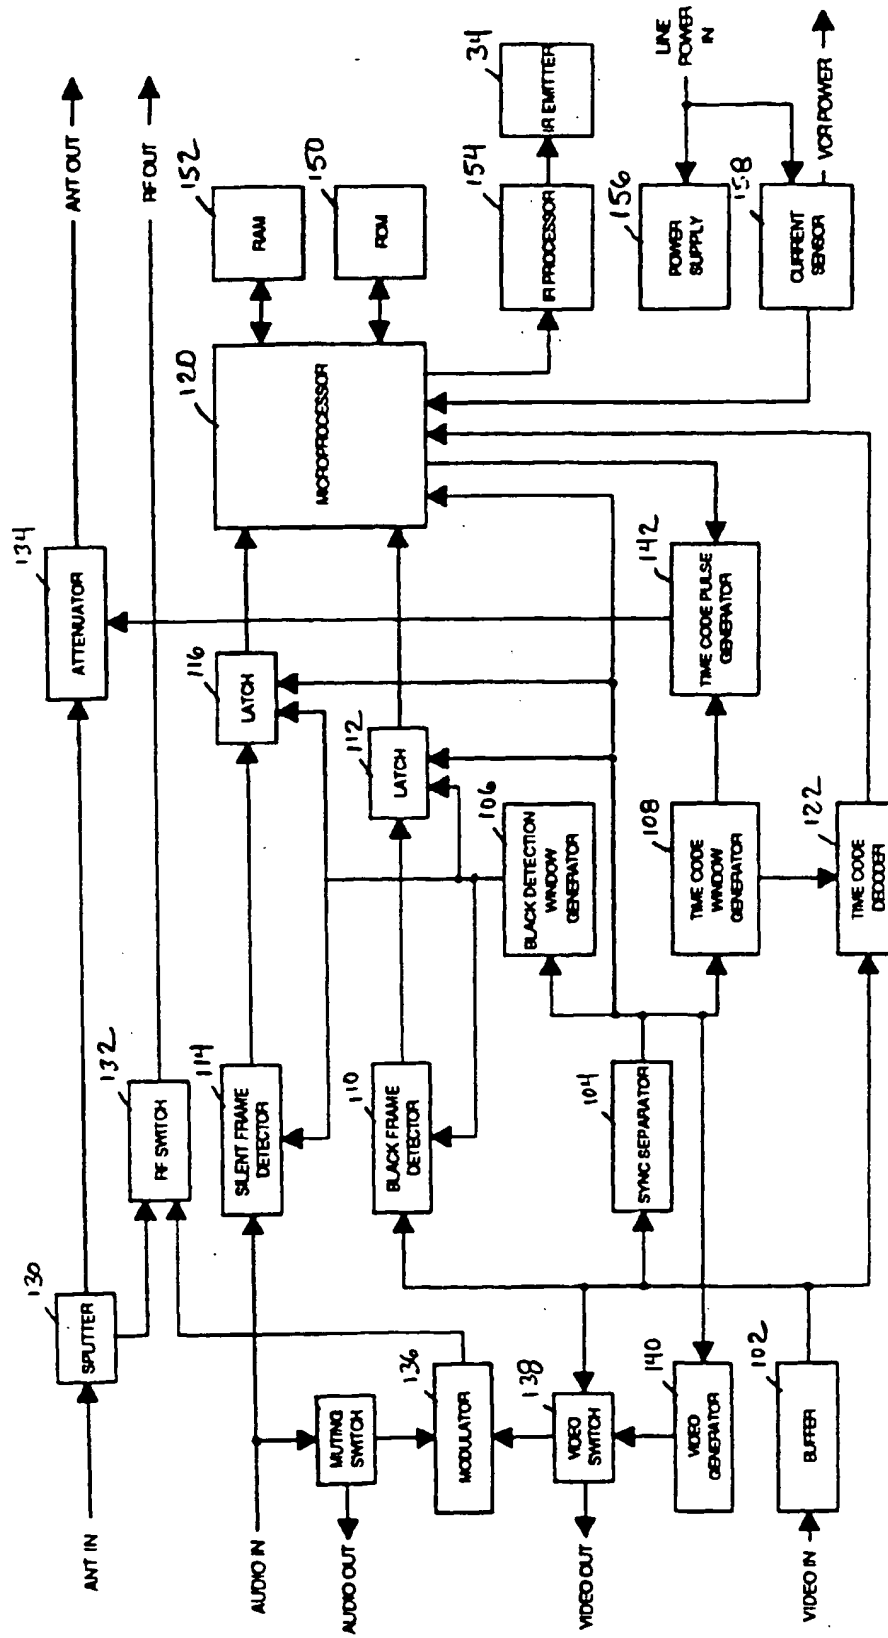 ANT IN
130
SPLITTER
134
ATTENUATOR
ANT OUT
132
RF SWITCH
RF OUT
AUDIO IN
114
SILENT FRAME
DETECTOR
116
LATCH
120
MICROPROCESSOR
152
RAM
150
ROM
MUTING
SWITCH
AUDIO OUT
110
BLACK FRAME
DETECTOR
112
LATCH
136
MODULATOR
106
BLACK DETECTION
WINDOW
GENERATOR
154
IR PROCESSOR
34
IR EMITTER
138
VIDEO
SWITCH
VIDEO OUT
104
SYNC SEPARATOR
140
VIDEO
GENERATOR
108
TIME CODE
WINDOW
GENERATOR
142
TIME CODE PULSE
GENERATOR
156
POWER
SUPPLY
LINE
POWER
IN
VIDEO IN
102
BUFFER
122
TIME CODE
DECODER
158
CURRENT
SENSOR
VCR POWER